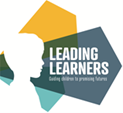 LEADING
LEARNERS
Guiding children to promising futures